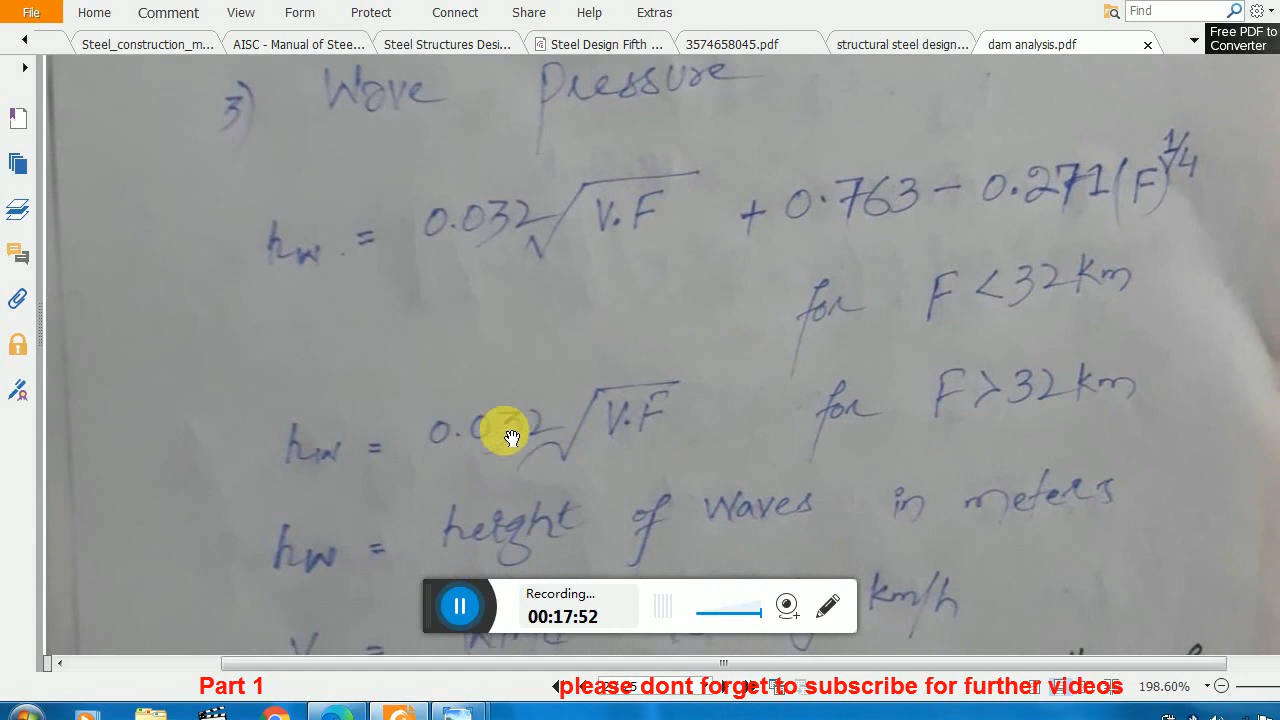 File Home Comment View Form Protect Connect Share Help Extras Find
Steel_construction_m... AISC - Manual of Stee... Steel Structures Desi... Steel Design Fifth ... 3574658045.pdf structural steel design... dam analysis.pdf
Free PDF to
Converter
3) Wave Pressure
hw = 0.032√V.F + 0.763 - 0.271(F)^1/4
for F < 32 km
hw = 0.032√V.F for F > 32 km
hw = height of waves in meters
V = km/h
Recording...
00:17:52
Part 1
please dont forget to subscribe for further videos
198.60%